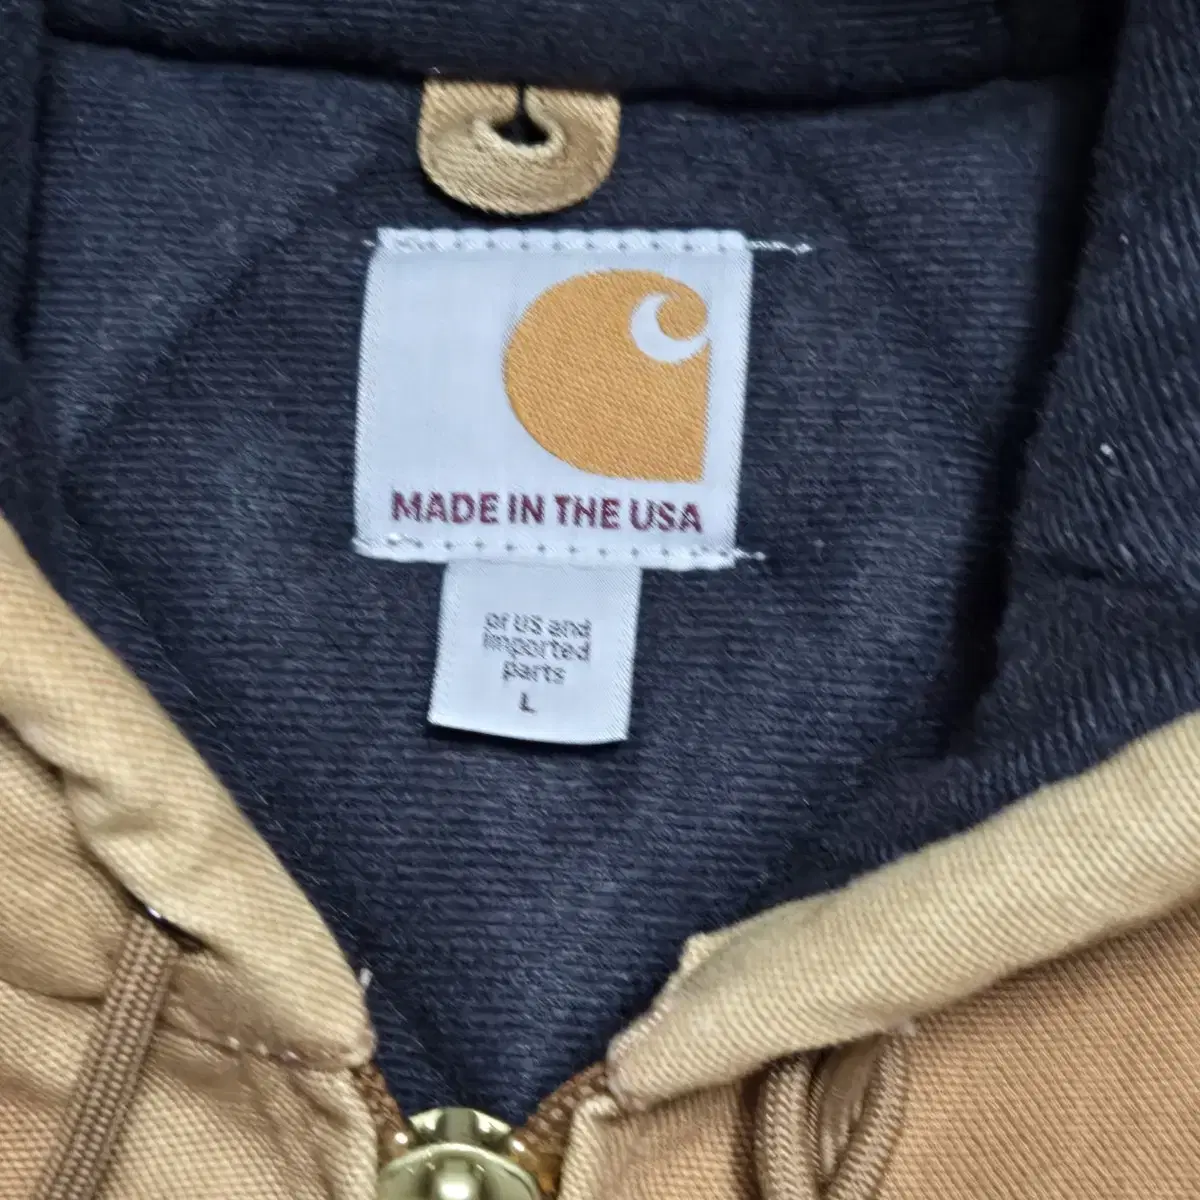 MADE IN THE USA
of US and
imported
parts
L